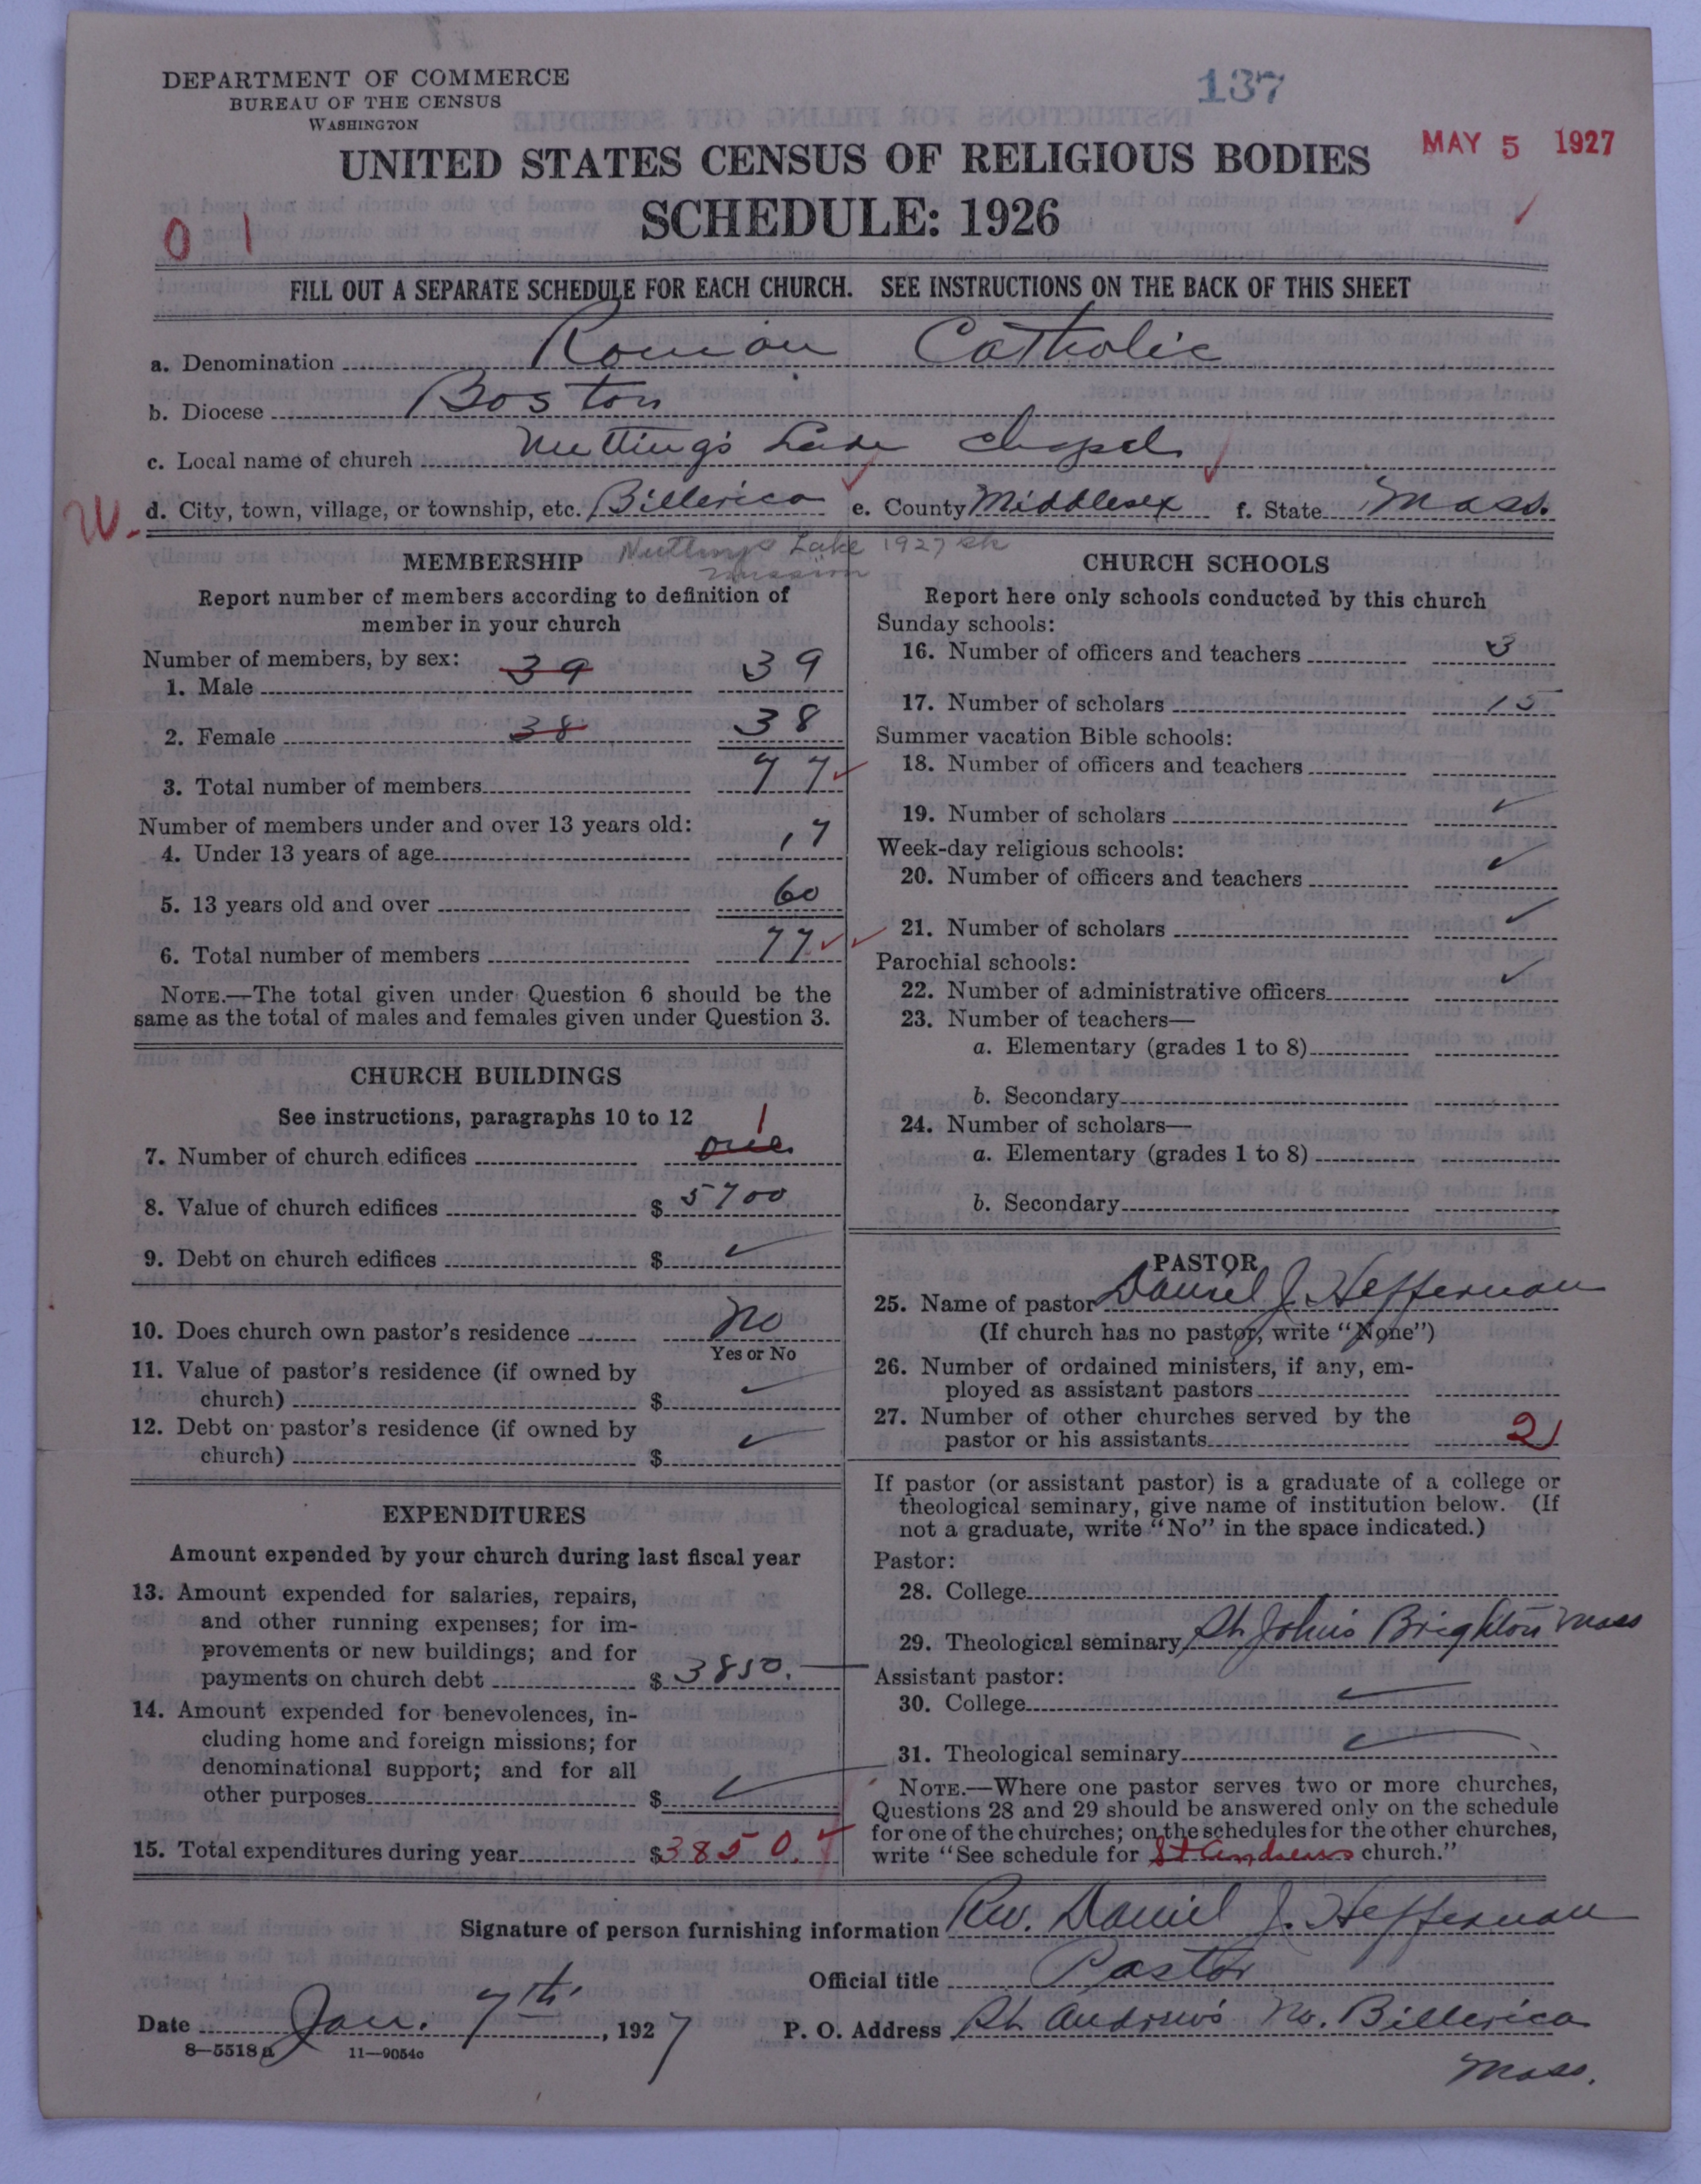 137
DEPARTMENT OF COMMERCE
BUREAU OF THE CENSUS
WASHINGTON
MAY 5 1927
UNITED STATES CENSUS OF RELIGIOUS BODIES
SCHEDULE: 1926
0 1
FILL OUT A SEPARATE SCHEDULE FOR EACH CHURCH. SEE INSTRUCTIONS ON THE BACK OF THIS SHEET
a. Denomination Roman Catholic
b. Diocese Boston
c. Local name of church Nutting's Lake Chapel
W. d. City, town, village, or township, etc. Billerica e. County Middlesex f. State Mass.
Nuttings Lake 1927
mission
MEMBERSHIP
Report number of members according to definition of
member in your church
Number of members, by sex:
1. Male 39 39
2. Female 38 38
3. Total number of members 77
Number of members under and over 13 years old:
4. Under 13 years of age 17
5. 13 years old and over 60
6. Total number of members 77
NOTE.—The total given under Question 6 should be the
same as the total of males and females given under Question 3.
CHURCH BUILDINGS
See instructions, paragraphs 10 to 12
1
7. Number of church edifices one
8. Value of church edifices $ 5700
9. Debt on church edifices $
10. Does church own pastor's residence No
Yes or No
11. Value of pastor's residence (if owned by
church) $
12. Debt on pastor's residence (if owned by
church) $
EXPENDITURES
Amount expended by your church during last fiscal year
13. Amount expended for salaries, repairs,
and other running expenses; for im-
provements or new buildings; and for
payments on church debt $ 3850.
14. Amount expended for benevolences, in-
cluding home and foreign missions; for
denominational support; and for all
other purposes $
15. Total expenditures during year $3850.
CHURCH SCHOOLS
Report here only schools conducted by this church
Sunday schools:
16. Number of officers and teachers 3
17. Number of scholars 15
Summer vacation Bible schools:
18. Number of officers and teachers
19. Number of scholars
Week-day religious schools:
20. Number of officers and teachers
21. Number of scholars
Parochial schools:
22. Number of administrative officers
23. Number of teachers—
a. Elementary (grades 1 to 8)
b. Secondary
24. Number of scholars—
a. Elementary (grades 1 to 8)
b. Secondary
PASTOR
25. Name of pastor Daniel J. Heffernan
(If church has no pastor, write "None")
26. Number of ordained ministers, if any, em-
ployed as assistant pastors
27. Number of other churches served by the
pastor or his assistants 2
If pastor (or assistant pastor) is a graduate of a college or
theological seminary, give name of institution below. (If
not a graduate, write "No" in the space indicated.)
Pastor:
28. College
29. Theological seminary St. John's Brighton Mass
Assistant pastor:
30. College
31. Theological seminary
NOTE.—Where one pastor serves two or more churches,
Questions 28 and 29 should be answered only on the schedule
for one of the churches; on the schedules for the other churches,
write "See schedule for St Andrews church."
Signature of person furnishing information Rev. Daniel J. Heffernan
Official title Pastor
Date Jan. 7th, 1927 P. O. Address St. Andrew's No. Billerica
Mass.
8—5518a 11—9054c